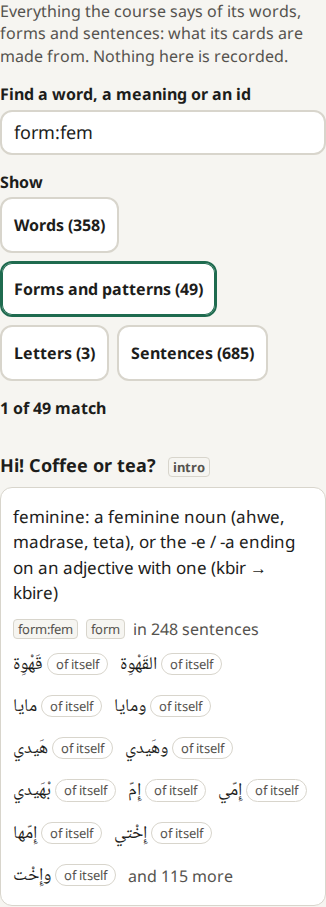 Everything the course says of its words,
forms and sentences: what its cards are
made from. Nothing here is recorded.
Find a word, a meaning or an id
form:fem
Show
Words (358)
Forms and patterns (49)
Letters (3) Sentences (685)
1 of 49 match
Hi! Coffee or tea? intro
feminine: a feminine noun (ahwe,
madrase, teta), or the -e / -a ending
on an adjective with one (kbir →
kbire)
form:fem form in 248 sentences
قَهْوِة of itself القَهْوِة of itself
مايا of itself ومايا of itself
هَيدي of itself وهَيدي of itself
بْهَيدي of itself إمّ of itself إمّي of itself
إمّها of itself إخْتي of itself
وإخْت of itself and 115 more